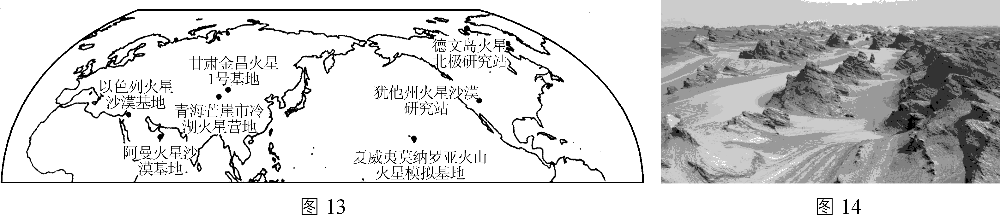 德文岛火星
北极研究站
甘肃金昌火星
1号基地
以色列火星
沙漠基地
犹他州火星沙漠
研究站
青海芒崖市冷
湖火星营地
阿曼火星沙
漠基地
夏威夷莫纳罗亚火山
火星模拟基地
图 13
图 14